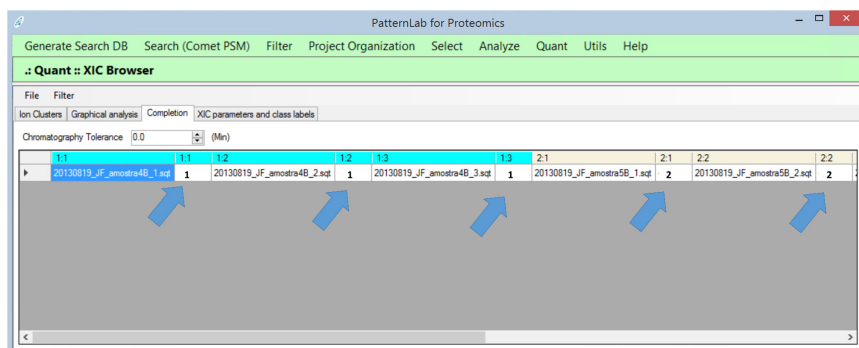 PatternLab for Proteomics
Generate Search DB Search (Comet PSM) Filter Project Organization Select Analyze Quant Utils Help
.: Quant :: XIC Browser
File Filter
Ion Clusters Graphical analysis Completion XIC parameters and class labels
Chromatography Tolerance 0.0 (Min)
1:1 1:1 1:2 1:2 1:3 1:3 2:1 2:1 2:2 2:2
20130819_JF_amostra4B_1.sqt 1 20130819_JF_amostra4B_2.sqt 1 20130819_JF_amostra4B_3.sqt 1 20130819_JF_amostra5B_1.sqt 2 20130819_JF_amostra5B_2.sqt 2